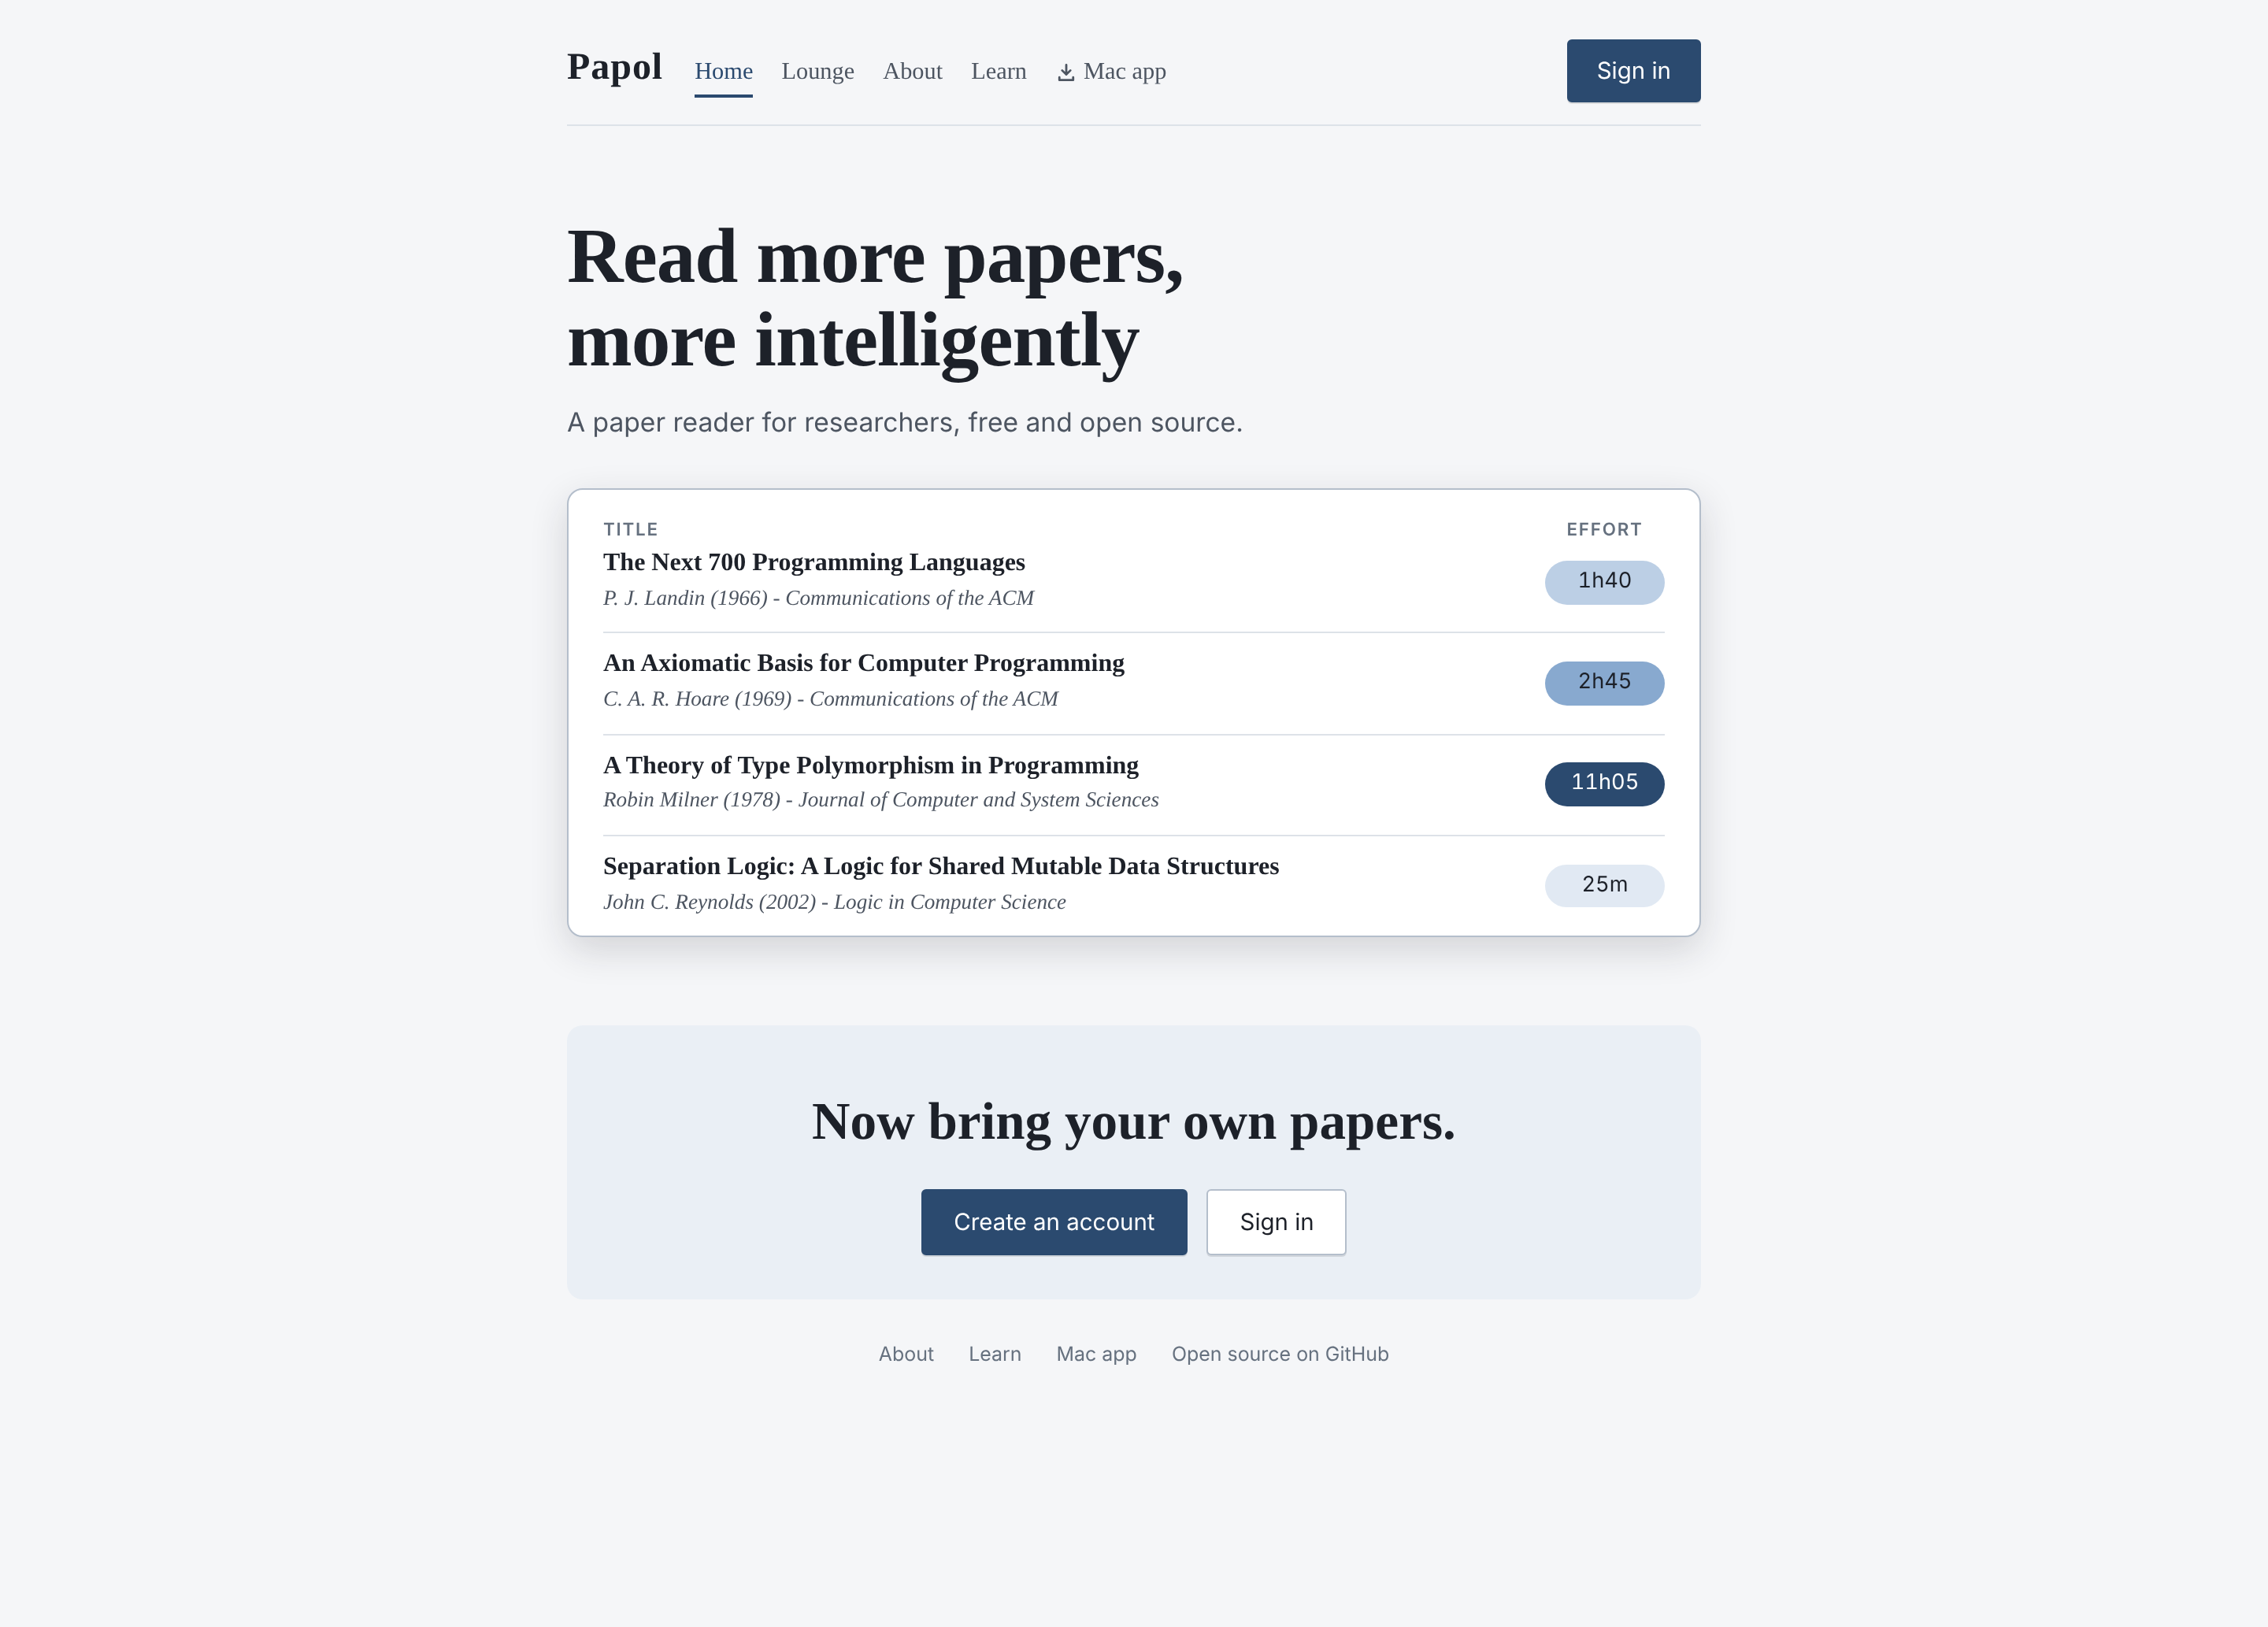 Papol Home Lounge About Learn Mac app Sign in
Read more papers,
more intelligently
A paper reader for researchers, free and open source.
TITLE EFFORT
The Next 700 Programming Languages
P. J. Landin (1966) - Communications of the ACM
1h40
An Axiomatic Basis for Computer Programming
C. A. R. Hoare (1969) - Communications of the ACM
2h45
A Theory of Type Polymorphism in Programming
Robin Milner (1978) - Journal of Computer and System Sciences
11h05
Separation Logic: A Logic for Shared Mutable Data Structures
John C. Reynolds (2002) - Logic in Computer Science
25m
Now bring your own papers.
Create an account Sign in
About Learn Mac app Open source on GitHub